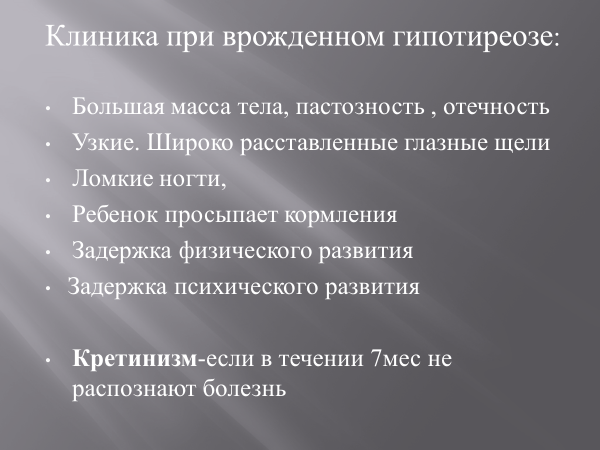 Клиника при врожденном гипотиреозе:
• Большая масса тела, пастозность , отечность
• Узкие. Широко расставленные глазные щели
• Ломкие ногти,
• Ребенок просыпает кормления
• Задержка физического развития
• Задержка психического развития
• Кретинизм-если в течении 7мес не
распознают болезнь